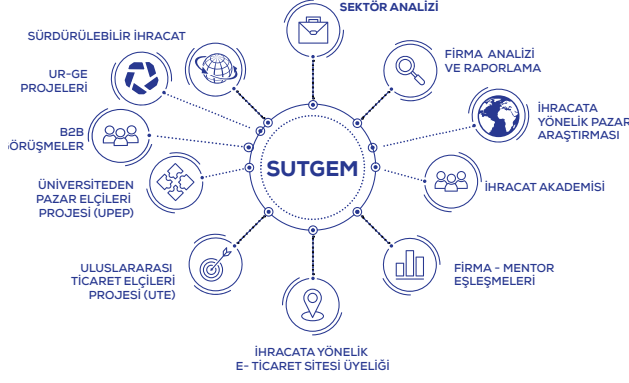 SEKTÖR ANALİZİ
SÜRDÜRÜLEBİLİR İHRACAT
FİRMA ANALİZİ
VE RAPORLAMA
UR-GE
PROJELERİ
İHRACATA
YÖNELİK PAZAR
ARAŞTIRMASI
B2B
GÖRÜŞMELER
SUTGEM
ÜNİVERSİTEDEN
PAZAR ELÇİLERİ
PROJESİ (UPEP)
İHRACAT AKADEMİSİ
ULUSLARARASI
TİCARET ELÇİLERİ
PROJESİ (UTE)
FİRMA - MENTOR
EŞLEŞMELERİ
İHRACATA YÖNELİK
E- TİCARET SİTESİ ÜYELİĞİ